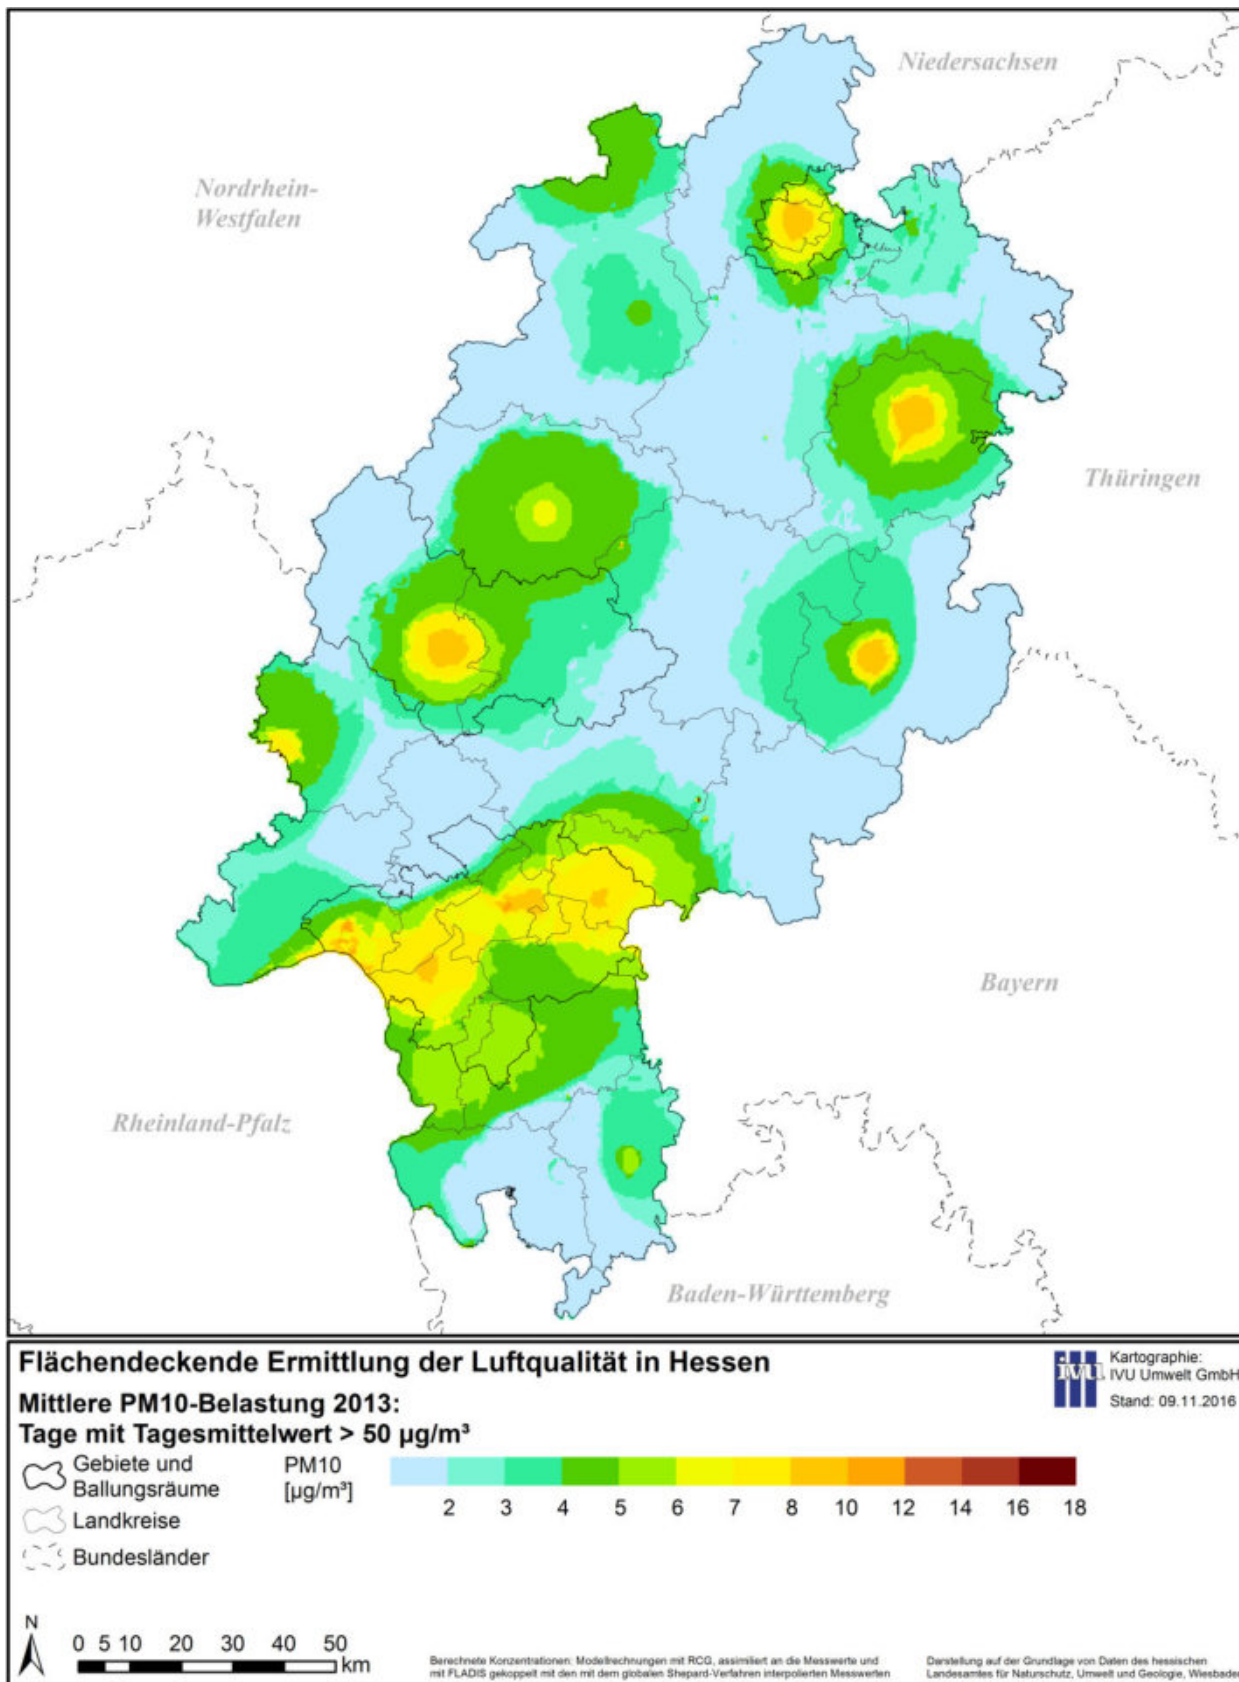 Niedersachsen
Nordrhein-
Westfalen
Thüringen
Bayern
Rheinland-Pfalz
Baden-Württemberg
Flächendeckende Ermittlung der Luftqualität in Hessen
Mittlere PM10-Belastung 2013:
Tage mit Tagesmittelwert > 50 µg/m³
ivu
Kartographie:
IVU Umwelt GmbH
Stand: 09.11.2016
Gebiete und
Ballungsräume
Landkreise
Bundesländer
PM10
[µg/m³]
2 3 4 5 6 7 8 10 12 14 16 18
N
0 5 10 20 30 40 50
km
Berechnete Konzentrationen: Modellrechnungen mit RCG, assimiliert an die Messwerte und
mit FLADIS gekoppelt mit den mit dem globalen Shepard-Verfahren interpolierten Messwerten
Darstellung auf der Grundlage von Daten des hessischen
Landesamtes für Naturschutz, Umwelt und Geologie, Wiesbaden